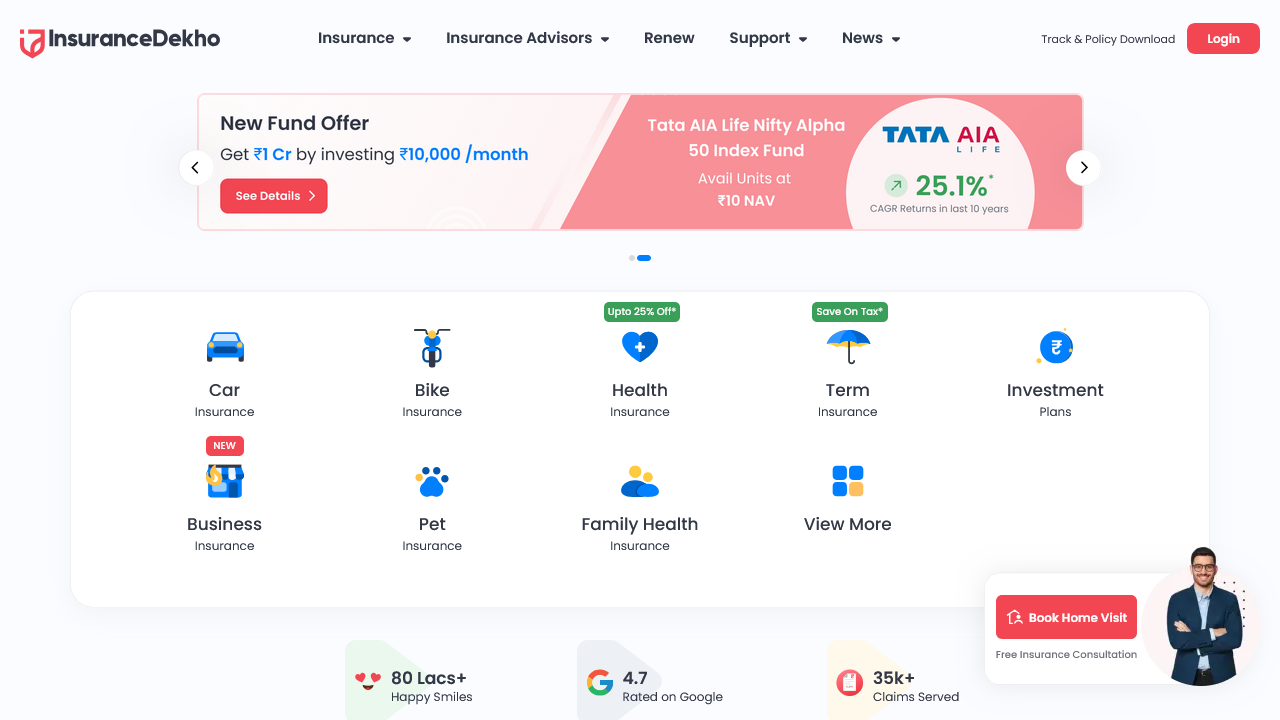 InsuranceDekho
Insurance
Insurance Advisors
Renew
Support
News
Track & Policy Download
Login
New Fund Offer
Get ₹1 Cr by investing ₹10,000 /month
See Details
Tata AIA Life Nifty Alpha
50 Index Fund
Avail Units at
₹10 NAV
TATA AIA
LIFE
25.1%*
CAGR Returns in last 10 years
Upto 25% Off*
Save On Tax*
Car
Insurance
Bike
Insurance
Health
Insurance
Term
Insurance
₹
Investment
Plans
NEW
Business
Insurance
Pet
Insurance
Family Health
Insurance
View More
Book Home Visit
Free Insurance Consultation
80 Lacs+
Happy Smiles
4.7
Rated on Google
35k+
Claims Served